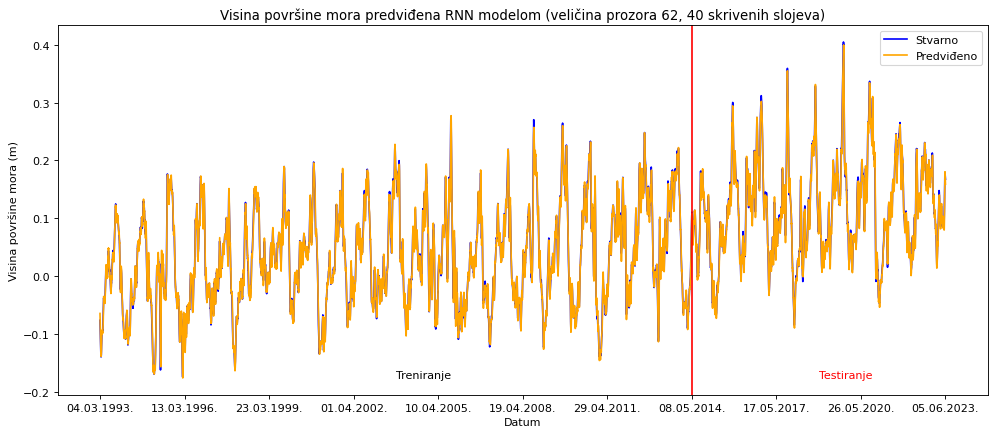 Visina površine mora predviđena RNN modelom (veličina prozora 62, 40 skrivenih slojeva)
Stvarno
Predviđeno
Visina površine mora (m)
0.4
0.3
0.2
0.1
0.0
−0.1
−0.2
Treniranje
Testiranje
04.03.1993. 13.03.1996. 23.03.1999. 01.04.2002. 10.04.2005. 19.04.2008. 29.04.2011. 08.05.2014. 17.05.2017. 26.05.2020. 05.06.2023.
Datum